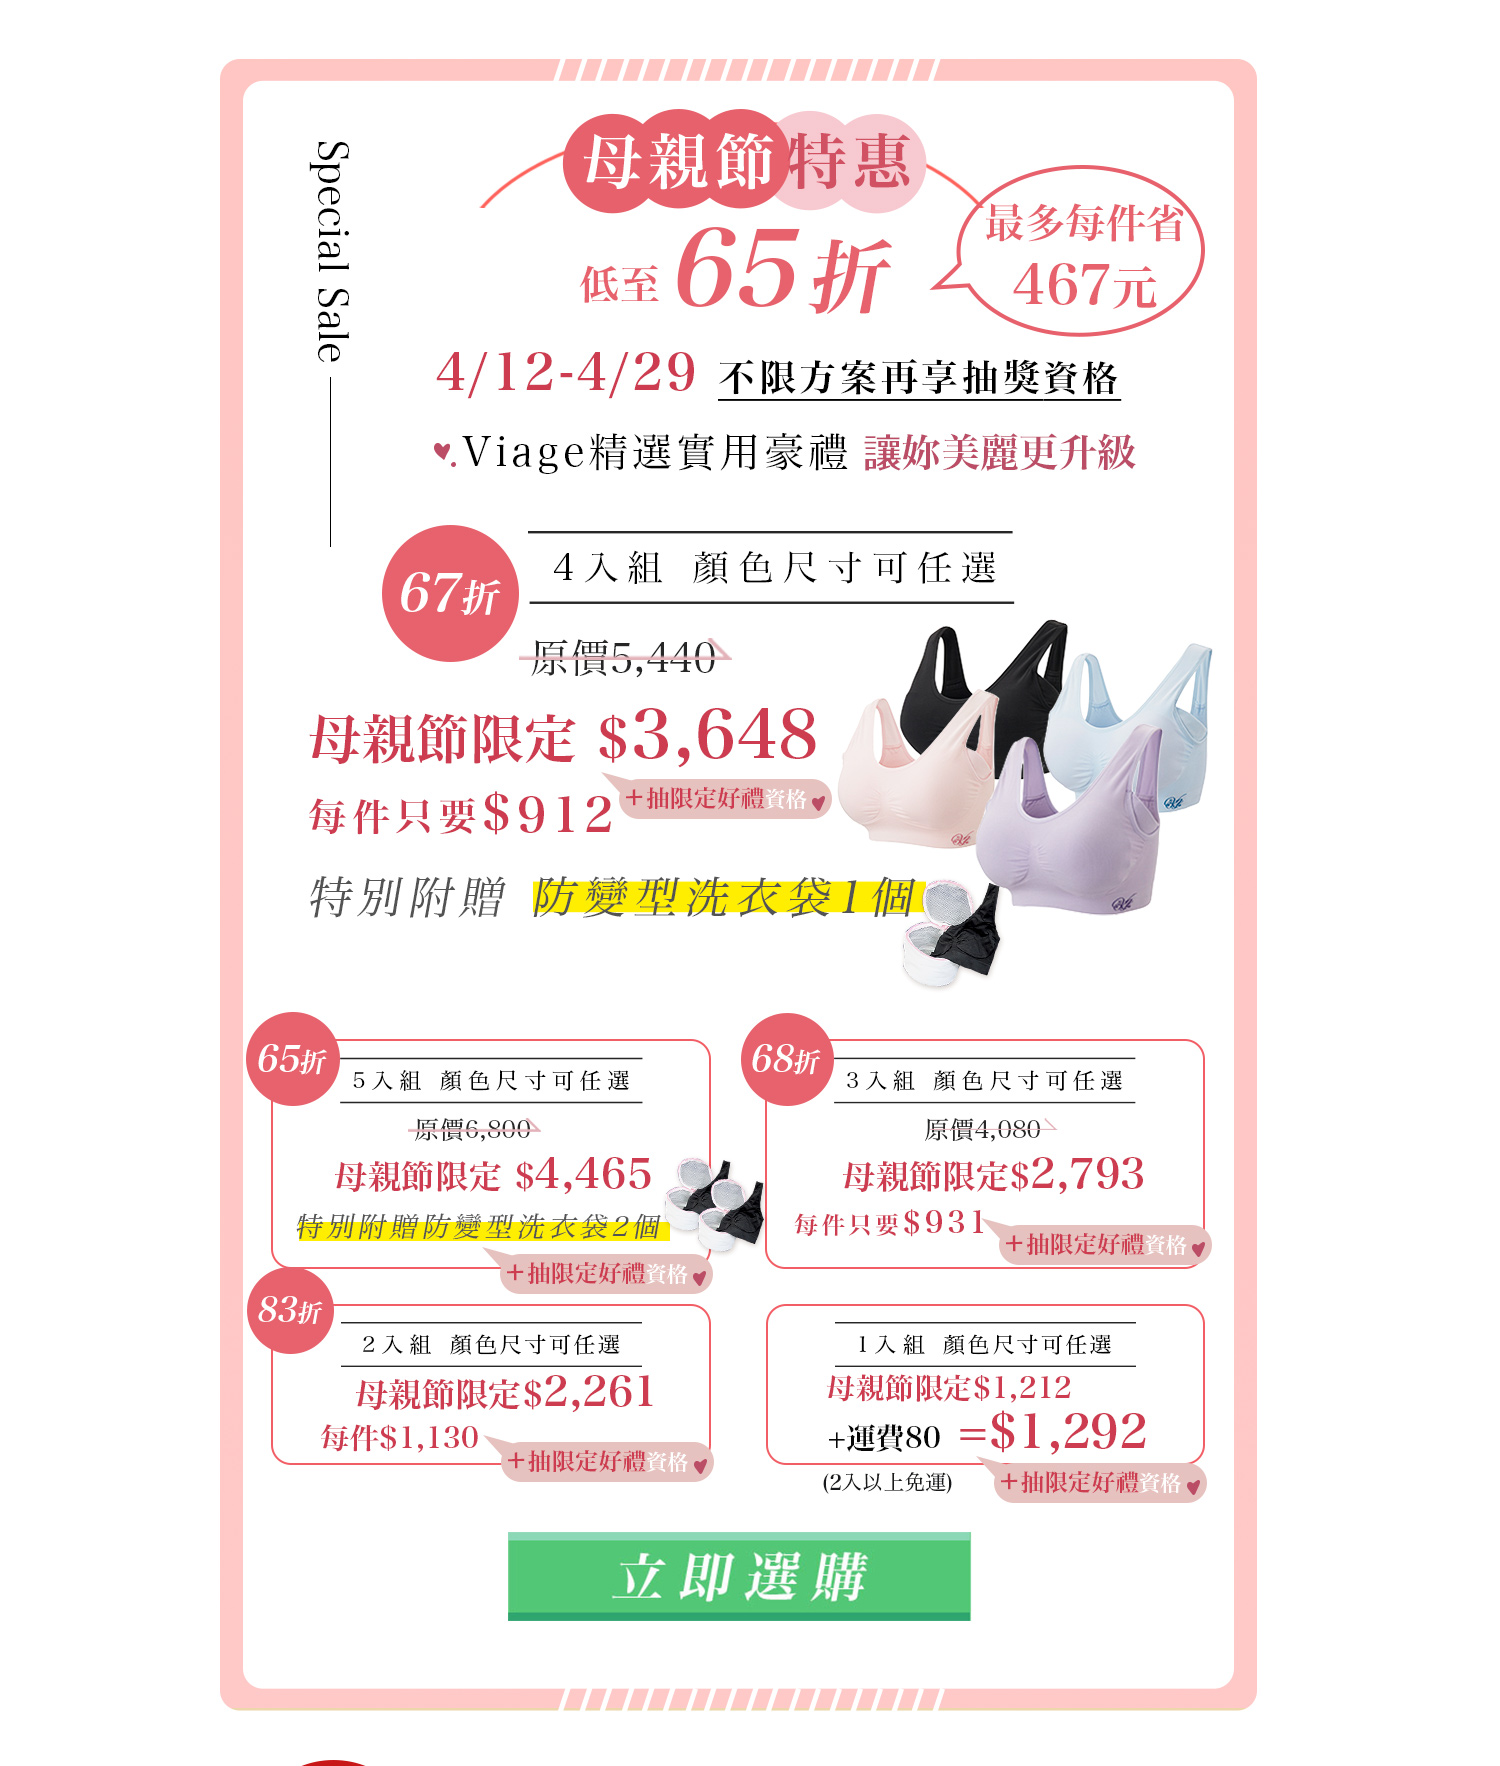 Special Sale
母親節特惠
低至65折
最多每件省
467元
4/12-4/29 不限方案再享抽獎資格
Viage精選實用豪禮 讓妳美麗更升級
67折
4入組 顏色尺寸可任選
原價5,440
母親節限定 $3,648
每件只要$912
+抽限定好禮資格
特別附贈 防變型洗衣袋1個
65折
5入組 顏色尺寸可任選
原價6,800
母親節限定 $4,465
特別附贈防變型洗衣袋2個
+抽限定好禮資格
68折
3入組 顏色尺寸可任選
原價4,080
母親節限定$2,793
每件只要$931
+抽限定好禮資格
83折
2入組 顏色尺寸可任選
母親節限定$2,261
每件$1,130
+抽限定好禮資格
1入組 顏色尺寸可任選
母親節限定$1,212
+運費80 =$1,292
(2入以上免運)
+抽限定好禮資格
立即選購